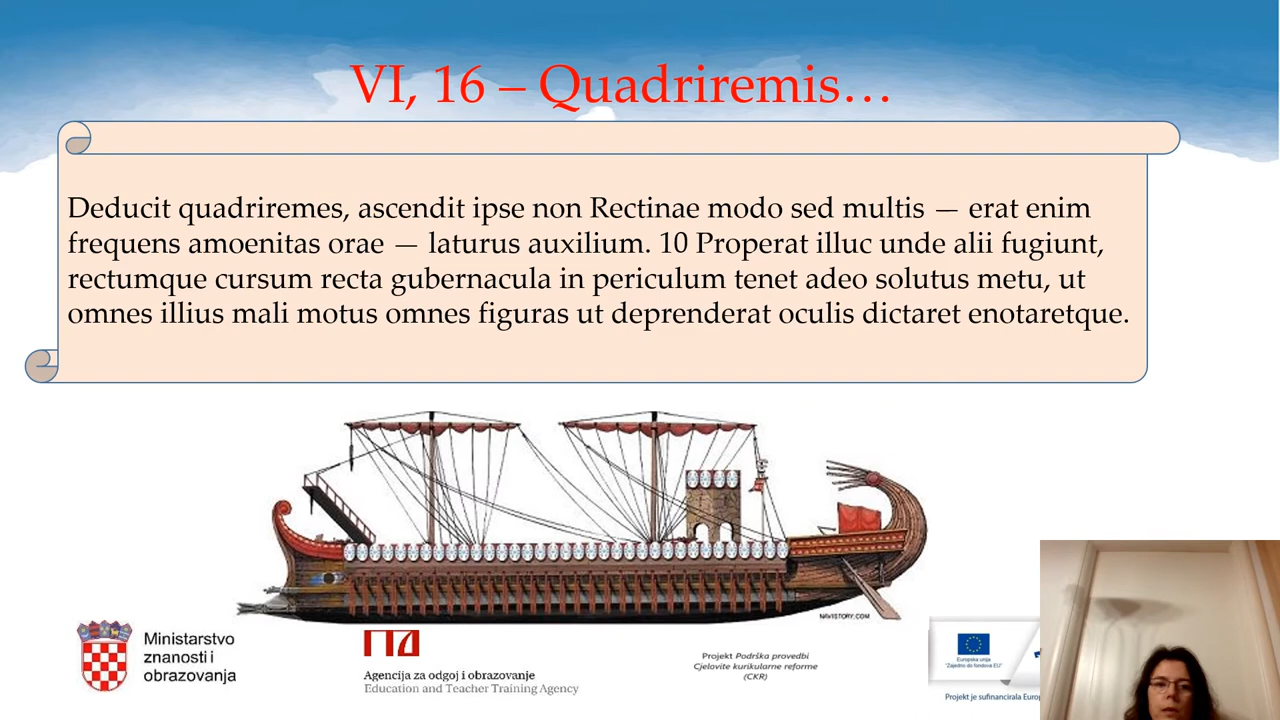 VI, 16 – Quadriremis…
Deducit quadriremes, ascendit ipse non Rectinae modo sed multis — erat enim
frequens amoenitas orae — laturus auxilium. 10 Properat illuc unde alii fugiunt,
rectumque cursum recta gubernacula in periculum tenet adeo solutus metu, ut
omnes illius mali motus omnes figuras ut deprenderat oculis dictaret enotaretque.
NAVISTORY.COM
Ministarstvo
znanosti i
obrazovanja
Agencija za odgoj i obrazovanje
Education and Teacher Training Agency
Projekt Podrška provedbi
Cjelovite kurikularne reforme
(CKR)
Europska unija
"Zajedno do fondova EU"
Projekt je sufinancirala